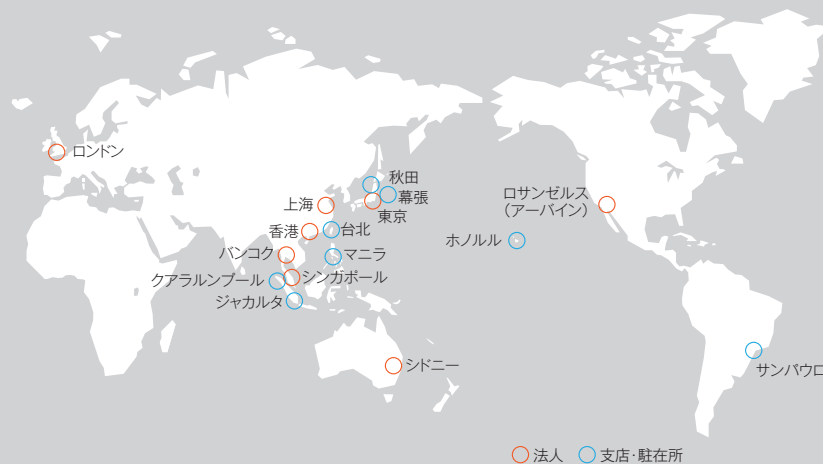 ロンドン
秋田
幕張
東京
上海
香港
台北
バンコク
マニラ
クアラルンプール
シンガポール
ジャカルタ
シドニー
ホノルル
ロサンゼルス
（アーバイン）
サンパウロ
法人
支店・駐在所